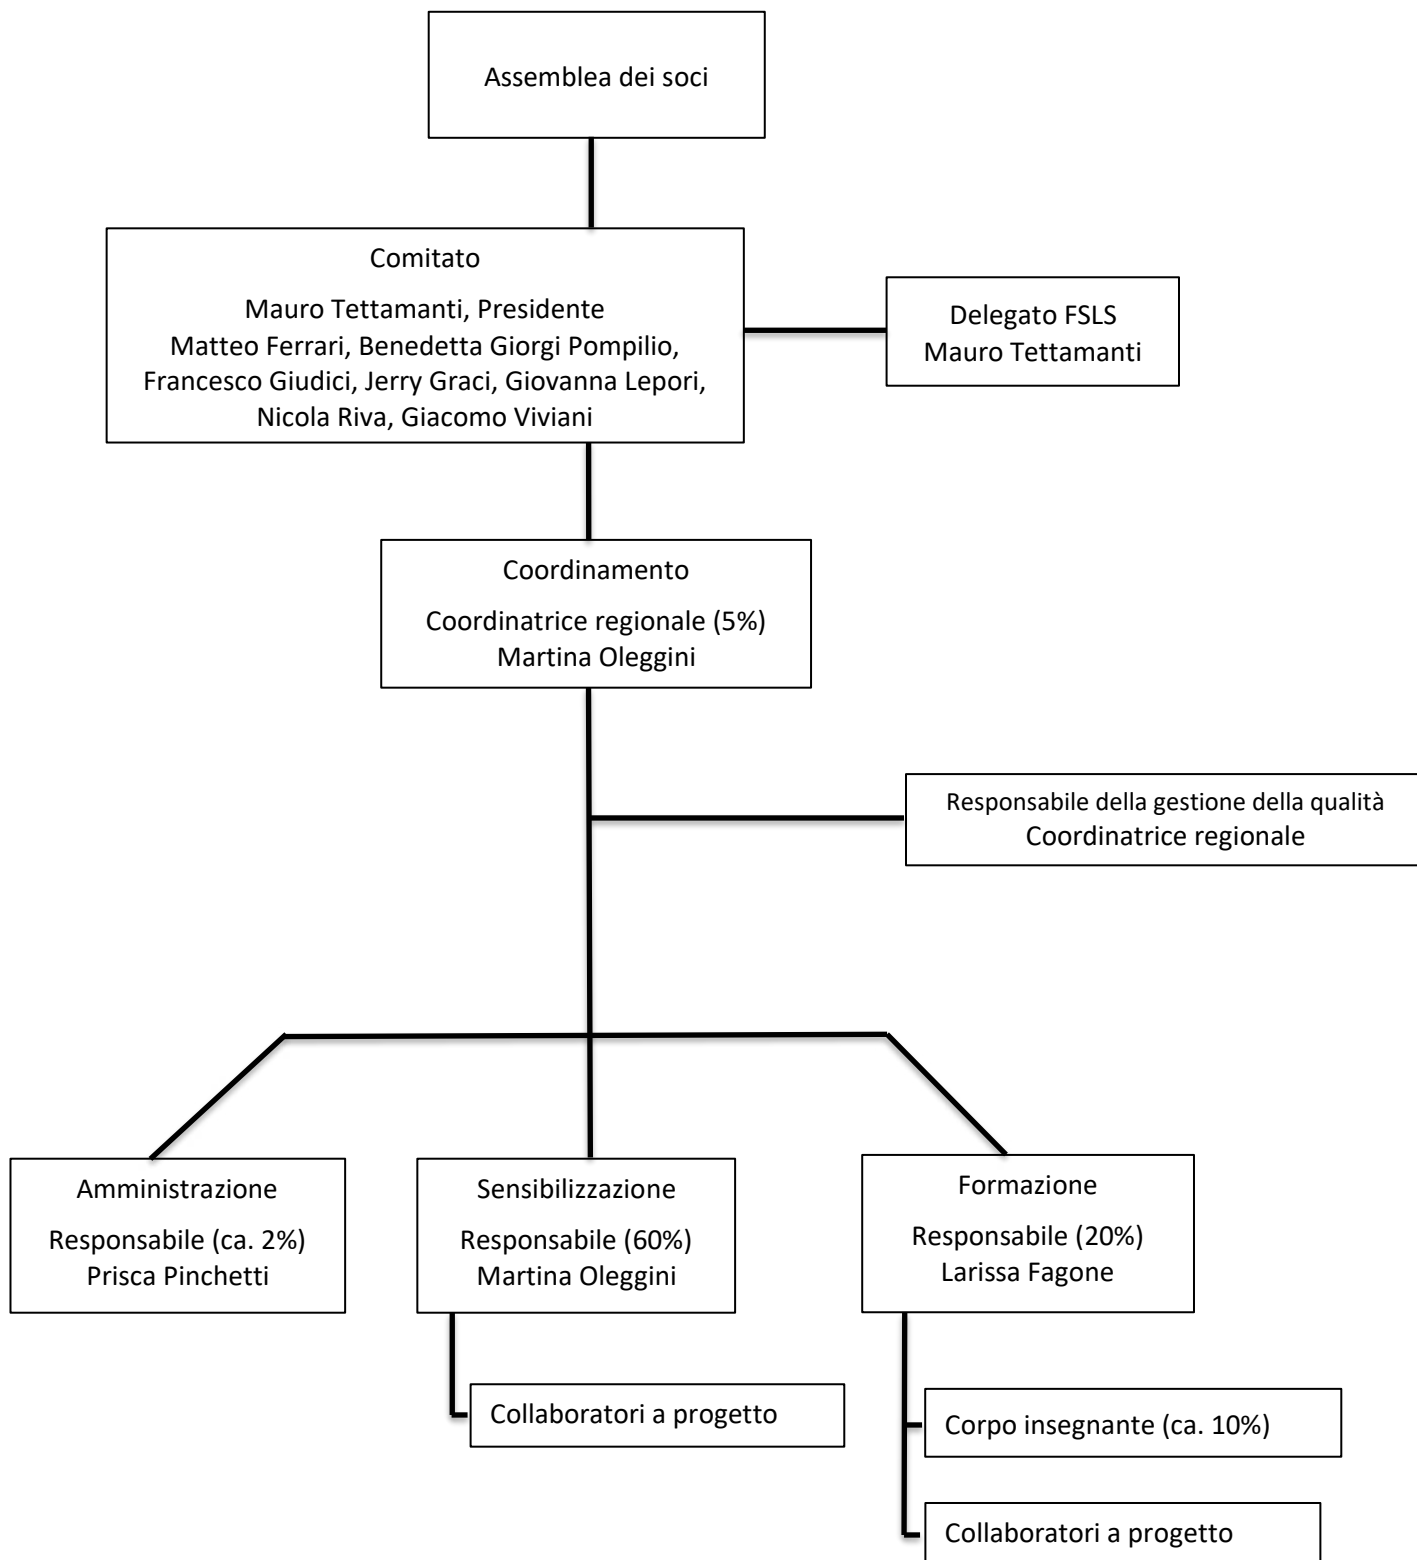 Assemblea dei soci
Comitato
Mauro Tettamanti, Presidente
Matteo Ferrari, Benedetta Giorgi Pompilio,
Francesco Giudici, Jerry Graci, Giovanna Lepori,
Nicola Riva, Giacomo Viviani
Delegato FSLS
Mauro Tettamanti
Coordinamento
Coordinatrice regionale (5%)
Martina Oleggini
Responsabile della gestione della qualità
Coordinatrice regionale
Amministrazione
Responsabile (ca. 2%)
Prisca Pinchetti
Sensibilizzazione
Responsabile (60%)
Martina Oleggini
Collaboratori a progetto
Formazione
Responsabile (20%)
Larissa Fagone
Corpo insegnante (ca. 10%)
Collaboratori a progetto